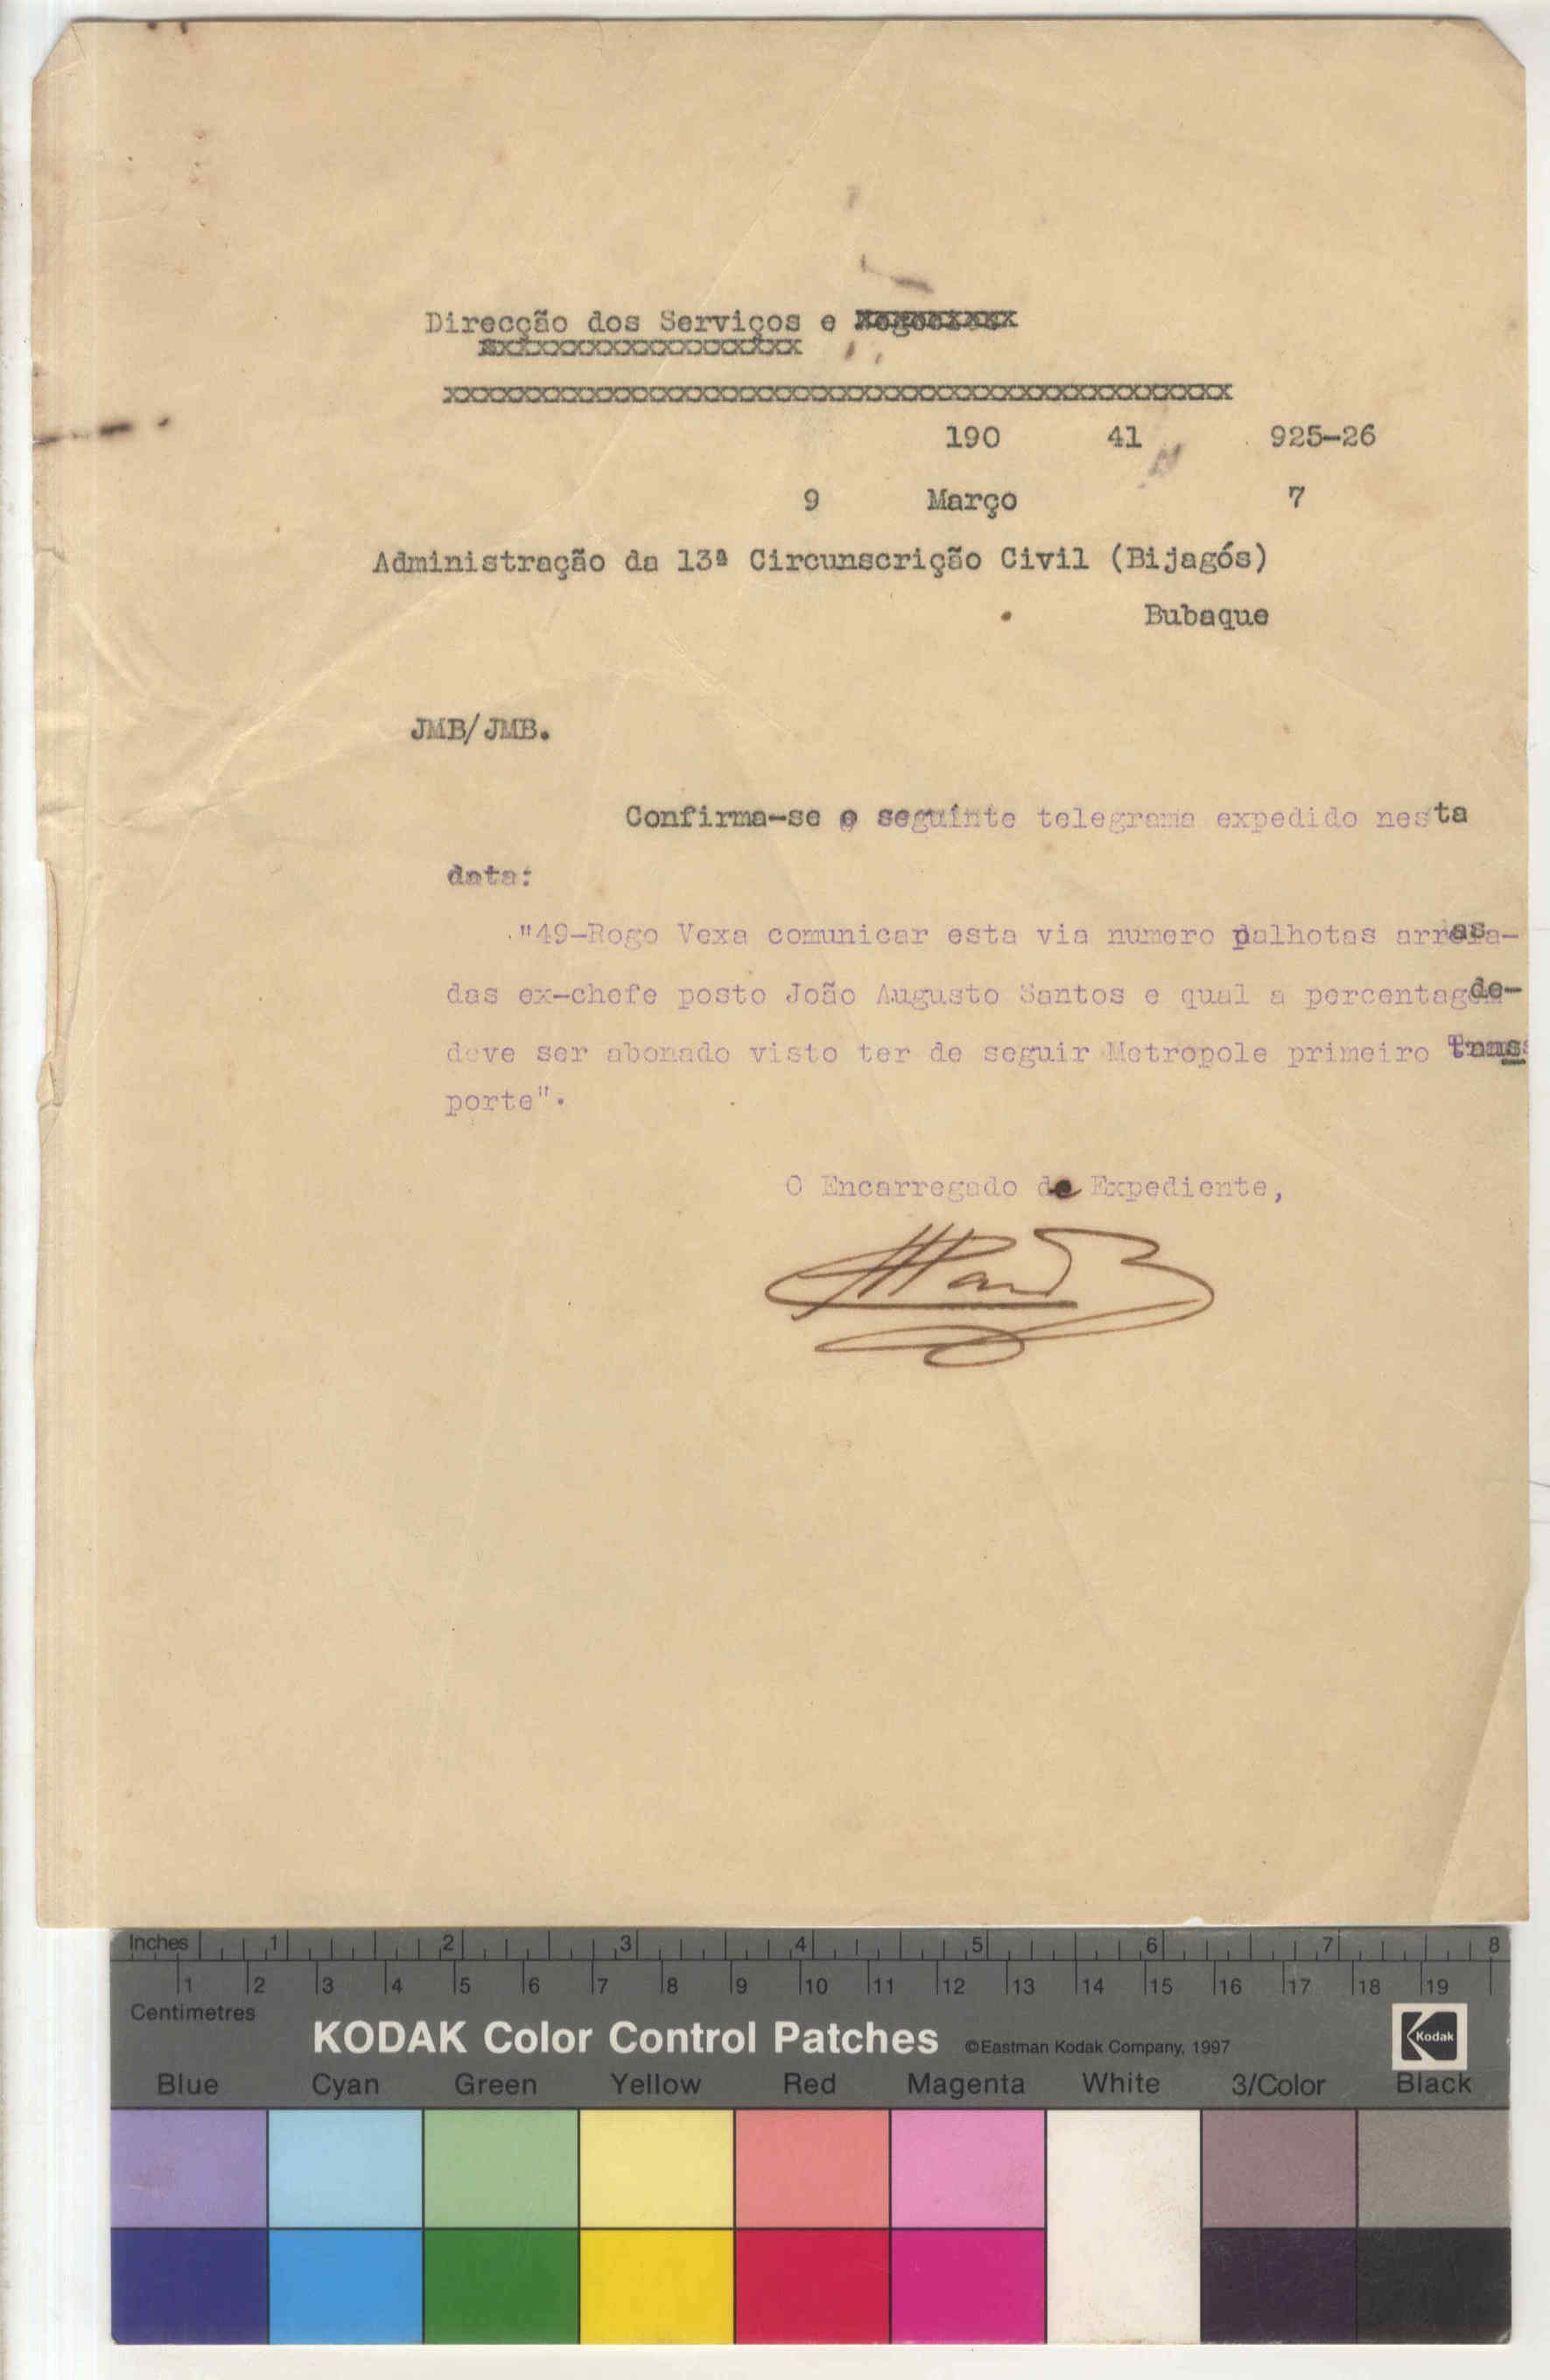 Direcção dos Serviços e
xxxxxxxxxxxxxxxxxxxxxxxxxxxxxxxxxxxxxxxxxxxxxxx
190 41 925-26
9 Março 7
Administração da 13ª Circunscrição Civil (Bijagós)
Bubaque
JMB/JMB.
Confirma-se o seguinte telegrama expedido nesta
data:
"49-Rogo Vexa comunicar esta via numero palhotas arrola-
das ex-chefe posto João Augusto Santos e qual a percentagem
deve ser abonado visto ter de seguir Metropole primeiro Trans
porte".
O Encarregado de Expediente,
Inches 1 2 3 4 5 6 7 8
1 2 3 4 5 6 7 8 9 10 11 12 13 14 15 16 17 18 19
Centimetres
KODAK Color Control Patches ©Eastman Kodak Company, 1997 Kodak
Blue Cyan Green Yellow Red Magenta White 3/Color Black